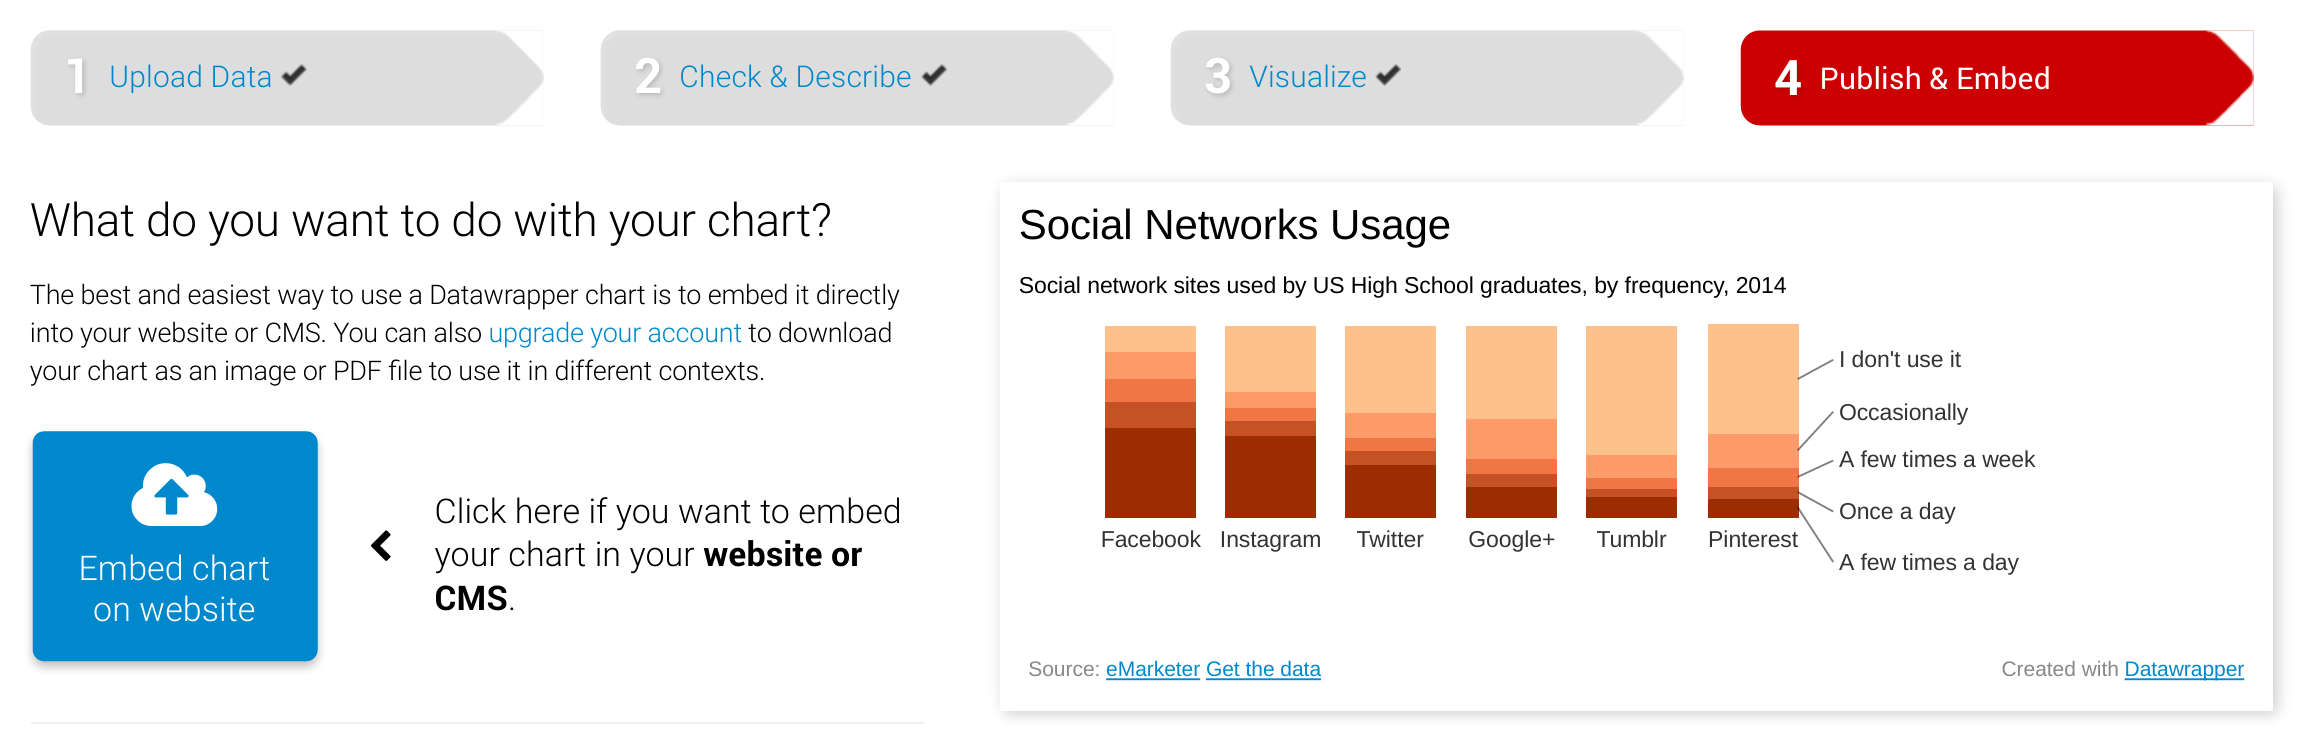 1 Upload Data
2 Check & Describe
3 Visualize
4 Publish & Embed
What do you want to do with your chart?
The best and easiest way to use a Datawrapper chart is to embed it directly
into your website or CMS. You can also upgrade your account to download
your chart as an image or PDF file to use it in different contexts.
Embed chart
on website
Click here if you want to embed
your chart in your website or
CMS.
Social Networks Usage
Social network sites used by US High School graduates, by frequency, 2014
I don't use it
Occasionally
A few times a week
Once a day
A few times a day
Facebook Instagram Twitter Google+ Tumblr Pinterest
Source: eMarketer Get the data
Created with Datawrapper